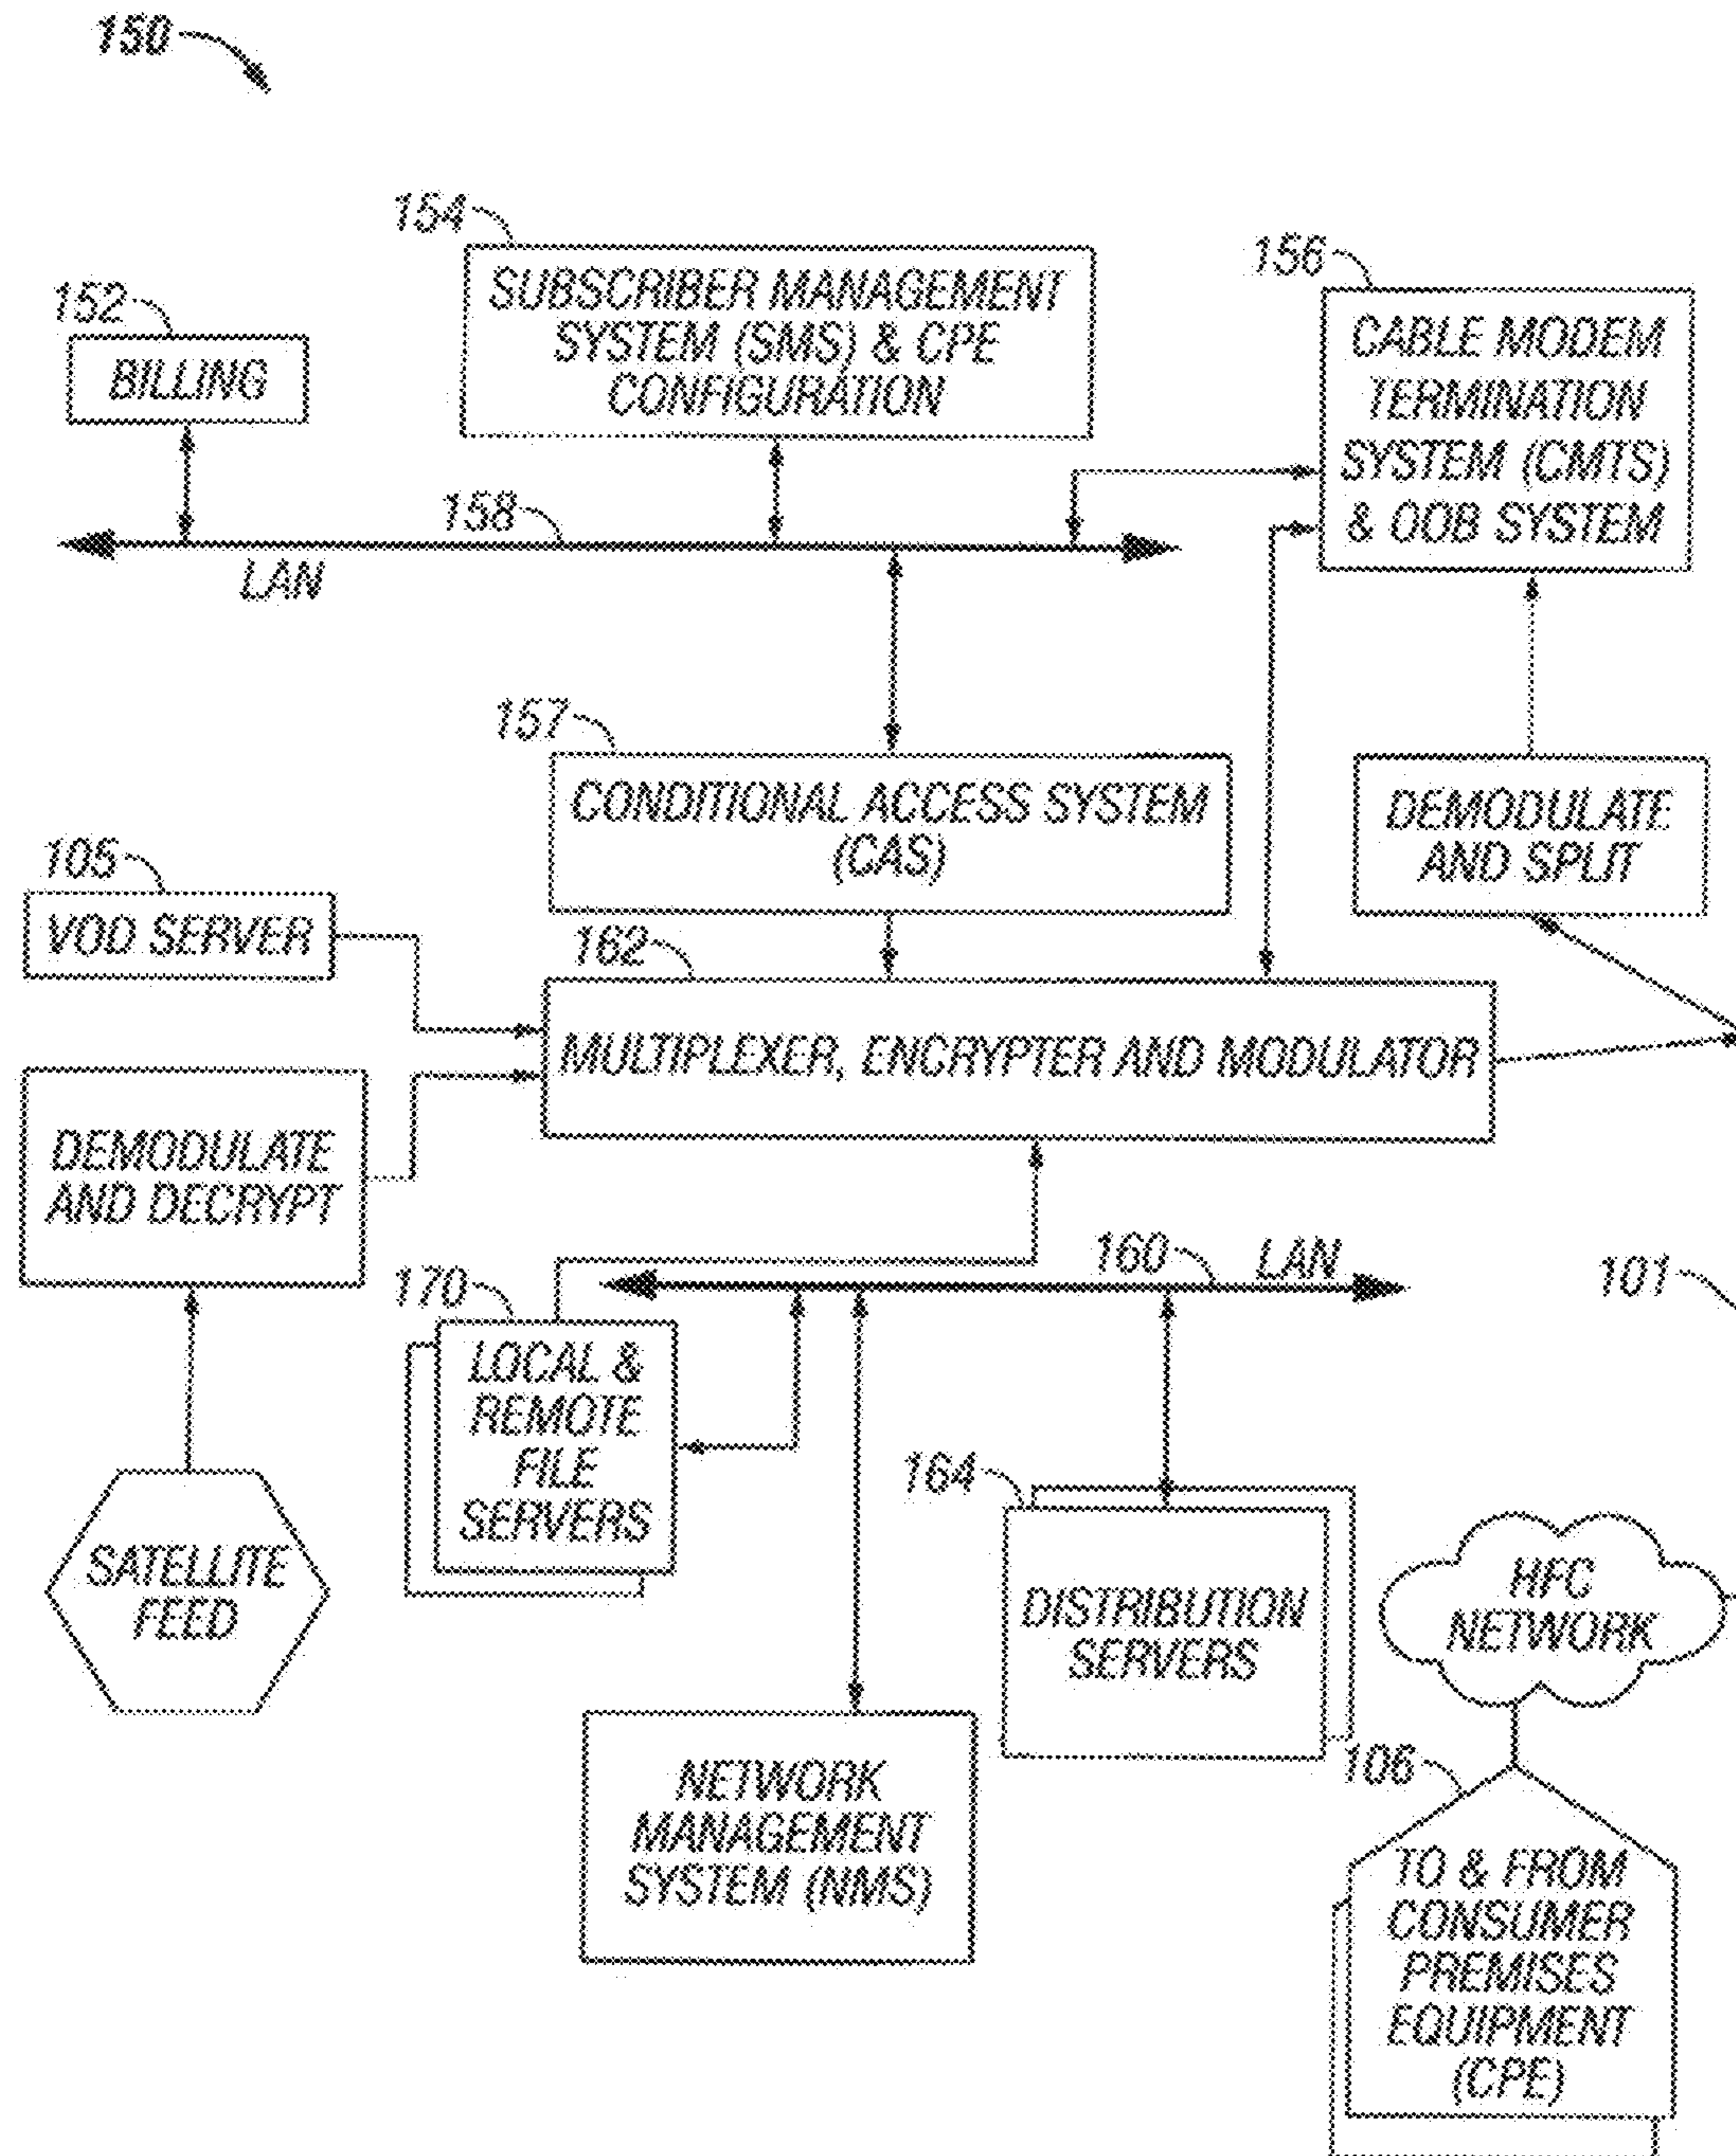 150
154
SUBSCRIBER MANAGEMENT
SYSTEM (SMS) & CPE
CONFIGURATION
156
CABLE MODEM
TERMINATION
SYSTEM (CMTS)
& OOB SYSTEM
152
BILLING
158
LAN
157
CONDITIONAL ACCESS SYSTEM
(CAS)
DEMODULATE
AND SPLIT
105
VOD SERVER
162
MULTIPLEXER, ENCRYPTER AND MODULATOR
DEMODULATE
AND DECRYPT
160
LAN
101
170
LOCAL &
REMOTE
FILE
SERVERS
164
DISTRIBUTION
SERVERS
SATELLITE
FEED
HFC
NETWORK
NETWORK
MANAGEMENT
SYSTEM (NMS)
106
TO & FROM
CONSUMER
PREMISES
EQUIPMENT
(CPE)